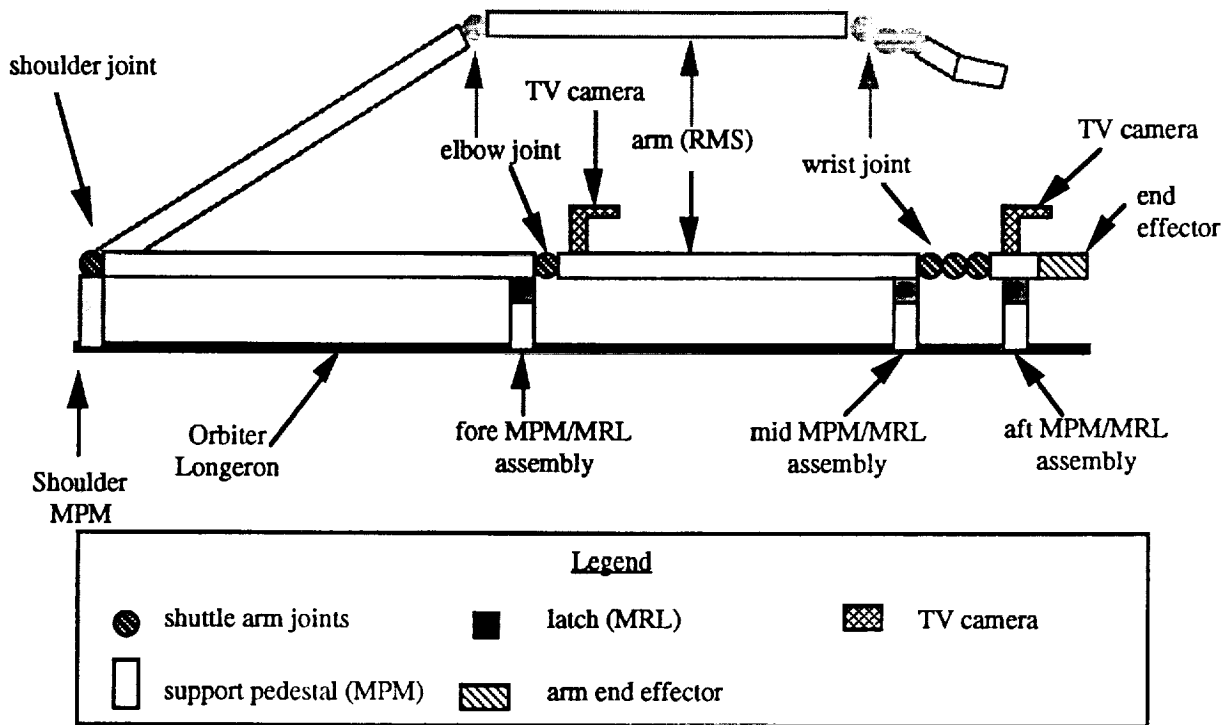 shoulder joint
TV camera
elbow joint
arm (RMS)
wrist joint
TV camera
end
effector
Orbiter
Longeron
fore MPM/MRL
assembly
mid MPM/MRL
assembly
aft MPM/MRL
assembly
Shoulder
MPM
Legend
shuttle arm joints
latch (MRL)
TV camera
support pedestal (MPM)
arm end effector